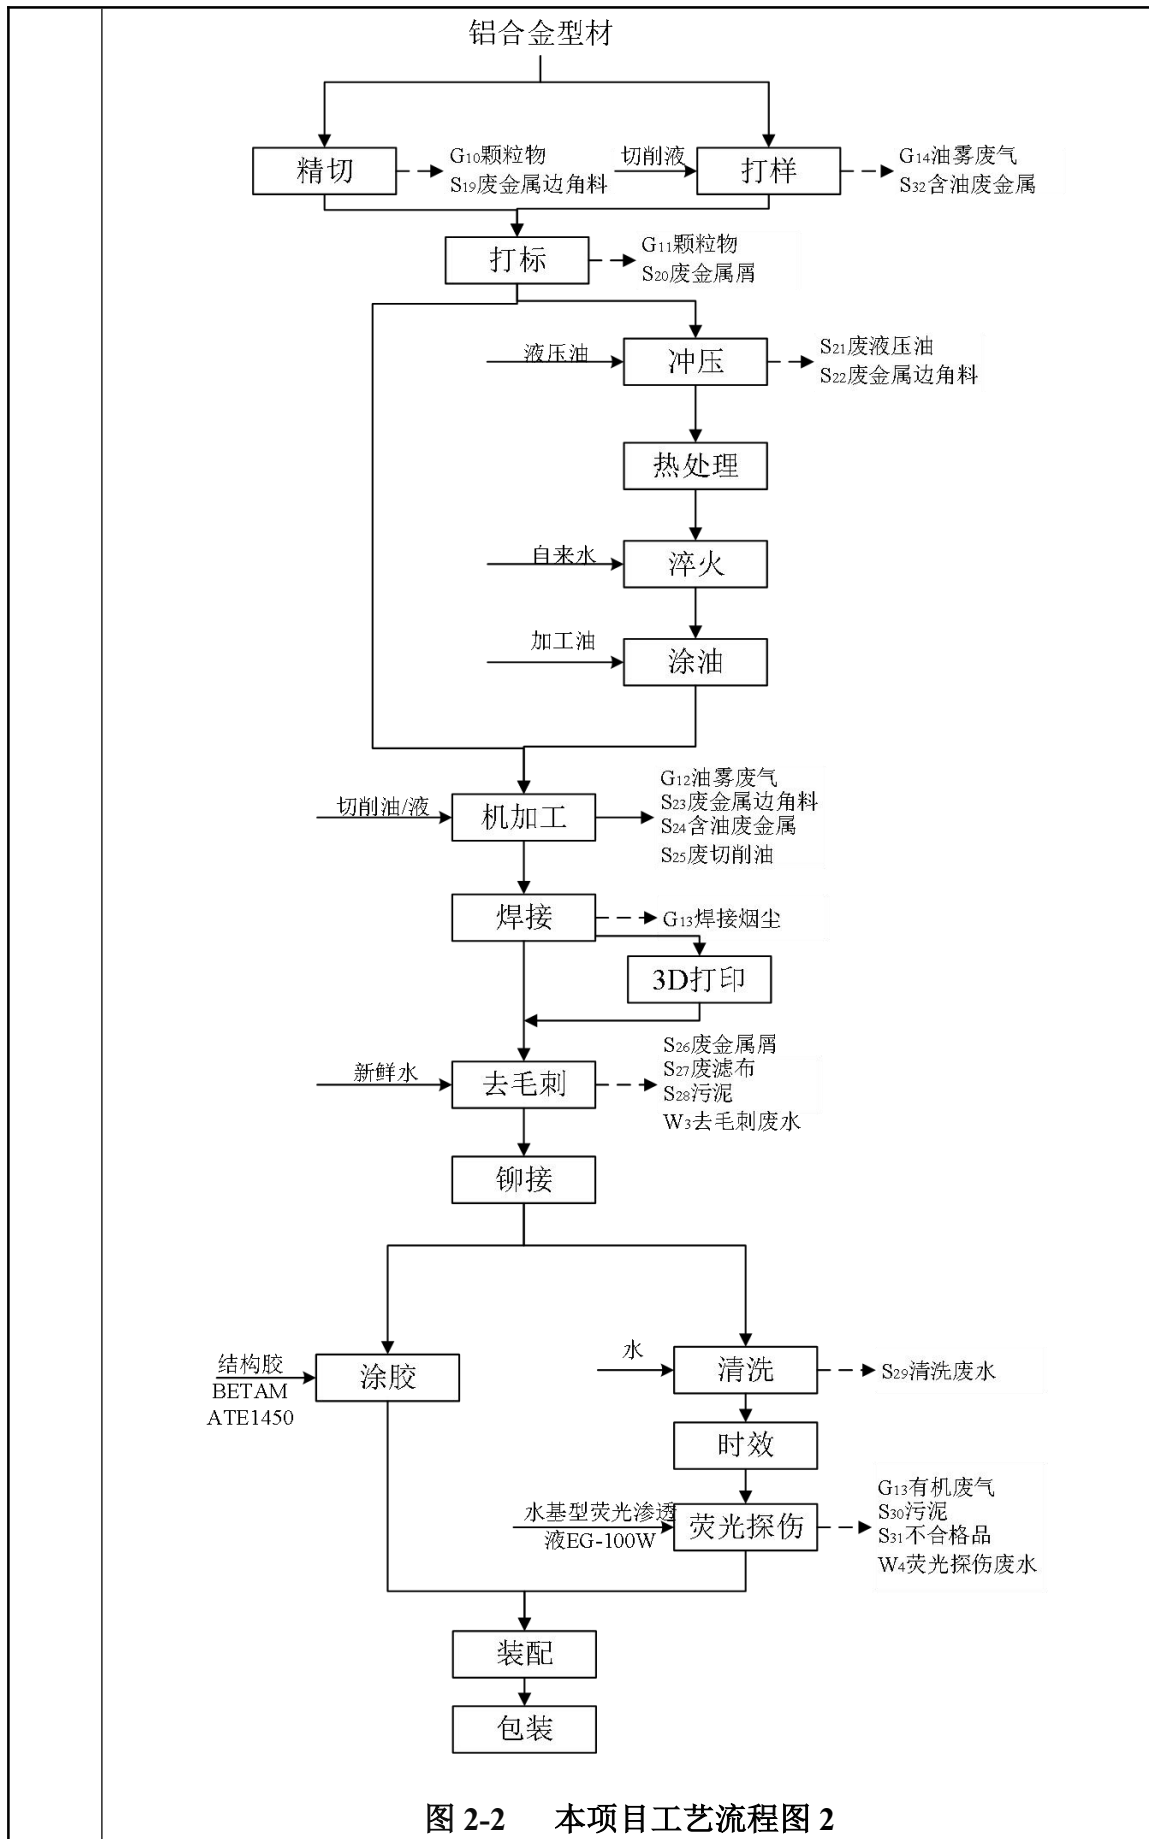 铝合金型材
精切
G10颗粒物
S19废金属边角料
切削液
打样
G14油雾废气
S32含油废金属
打标
G11颗粒物
S20废金属屑
液压油
冲压
S21废液压油
S22废金属边角料
热处理
自来水
淬火
加工油
涂油
切削油/液
机加工
G12油雾废气
S23废金属边角料
S24含油废金属
S25废切削油
焊接
G13焊接烟尘
3D打印
新鲜水
去毛刺
S26废金属屑
S27废滤布
S28污泥
W3去毛刺废水
铆接
结构胶
BETAM
ATE1450
涂胶
水
清洗
S29清洗废水
时效
水基型荧光渗透
液EG-100W
荧光探伤
G13有机废气
S30污泥
S31不合格品
W4荧光探伤废水
装配
包装
图 2-2 本项目工艺流程图 2